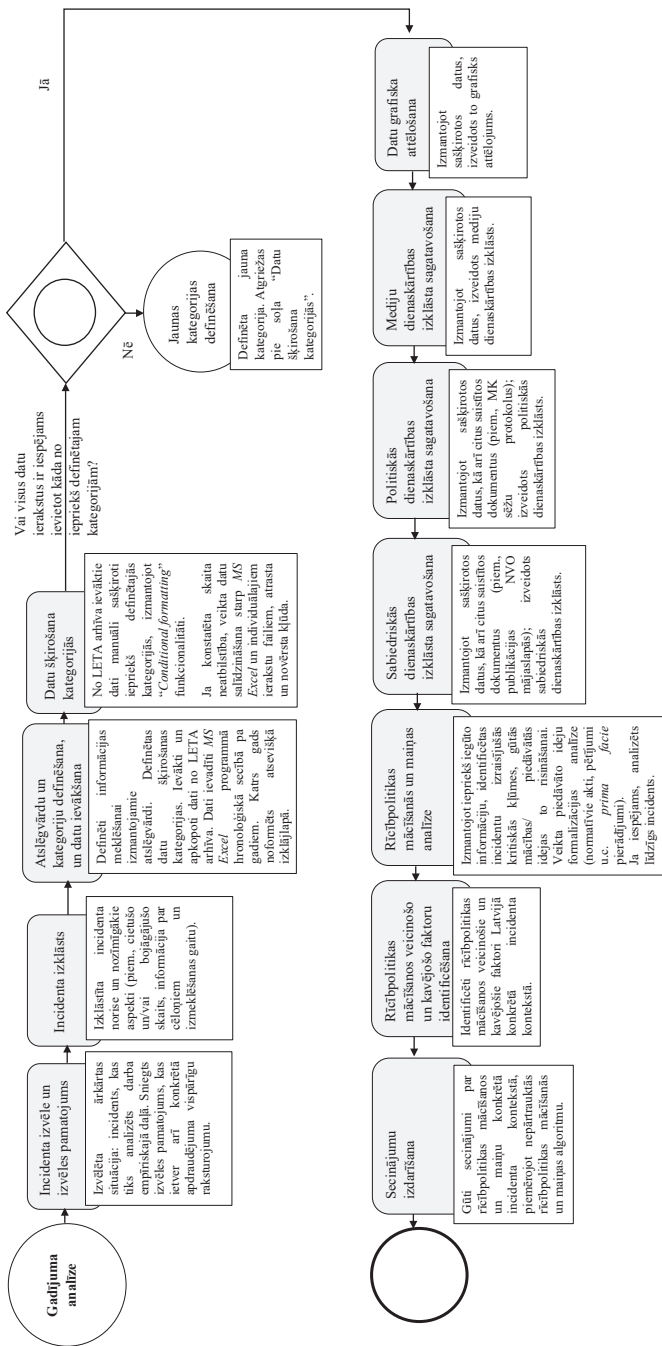 Gadījuma
analīze
Incidenta izvēle un
izvēles pamatojums
Izvēlēta ārkārtas
situācija: incidents, kas
tiks analizēts darba
empīriskajā daļā. Sniegts
izvēles pamatojums, kas
ietver arī konkrētā
apdraudējuma vispārīgu
raksturojumu.
Incidenta izklāsts
Izklāstīta incidenta
norise un nozīmīgākie
aspekti (piem., cietušo
un/vai bojāgājušo
skaits, informācija par
cēloņiem un
izmeklēšanas gaitu).
Atslēgvārdu un
kategoriju definēšana,
un datu ievākšana
Definēti informācijas
meklēšanai
izmantojamie
atslēgvārdi. Definētas
datu šķirošanas
kategorijas. Ievākti un
apkopoti dati no LETA
arhīva. Dati ievadīti MS
Excel programmā
hronoloģiskā secībā pa
gadiem. Katrs gads
noformēts atsevišķā
izklājlapā.
Datu šķirošana
kategorijās
No LETA arhīva ievāktie
dati manuāli sašķiroti
iepriekš definētajās
kategorijās, izmantojot
“Conditional formatting”
funkcionalitāti.
Ja konstatēta skaita
neatbilstība, veikta datu
salīdzināšana starp MS
Excel un individuālajiem
ierakstu failiem, atrasta
un novērsta kļūda.
Vai visus datu
ierakstus ir iespējams
ievietot kāda no
iepriekš definētajam
kategorijām?
Nē
Jaunas
kategorijas
definēšana
Definēta jauna
kategorija. Atgriežas
pie soļa “Datu
šķirošana
kategorijās”.
Jā
Datu grafiska
attēlošana
Izmantojot
sašķirotos datus,
izveidots to grafisks
attēlojums.
Mediju
dienaskārtības
izklāsta sagatavošana
Izmantojot sašķirotos
datus, izveidots mediju
dienaskārtības izklāsts.
Politiskās
dienaskārtības
izklāsta sagatavošana
Izmantojot sašķirotos
datus, kā arī citus saistītos
dokumentus (piem., MK
sēžu protokolus);
izveidots politiskās
dienaskārtības izklāsts.
Sabiedriskās
dienaskārtības
izklāsta sagatavošana
Izmantojot sašķirotos
datus, kā arī citus saistītos
dokumentus (piem.,
publikācijas NVO
mājaslapās); izveidots
sabiedriskās
dienaskārtības izklāsts.
Rīcībpolitikas
mācīšanās un maiņas
analīze
Izmantojot iepriekš iegūto
informāciju, identificētas
incidentu izraisījušās
kritiskās kļūmes, gūtās
mācības/ piedāvātās
idejas to risināšanai.
Veikta piedāvāto ideju
formalizācijas analīze
(normatīvie akti, pētījumi
u.c. prima facie
pierādījumi).
Ja iespējams, analizēts
līdzīgs incidents.
Rīcībpolitikas
mācīšanos veicinošo
un kavējošo faktoru
identificēšana
Identificēti rīcībpolitikas
mācīšanos veicinošie un
kavējošie faktori Latvijā
konkrētā incidenta
kontekstā.
Secinājumu
izdarīšana
Gūti secinājumi par
rīcībpolitikas mācīšanos
un maiņu konkrētā
incidenta kontekstā,
piemērojot nepārtrauktās
rīcībpolitikas mācīšanās
un maiņas algoritmu.